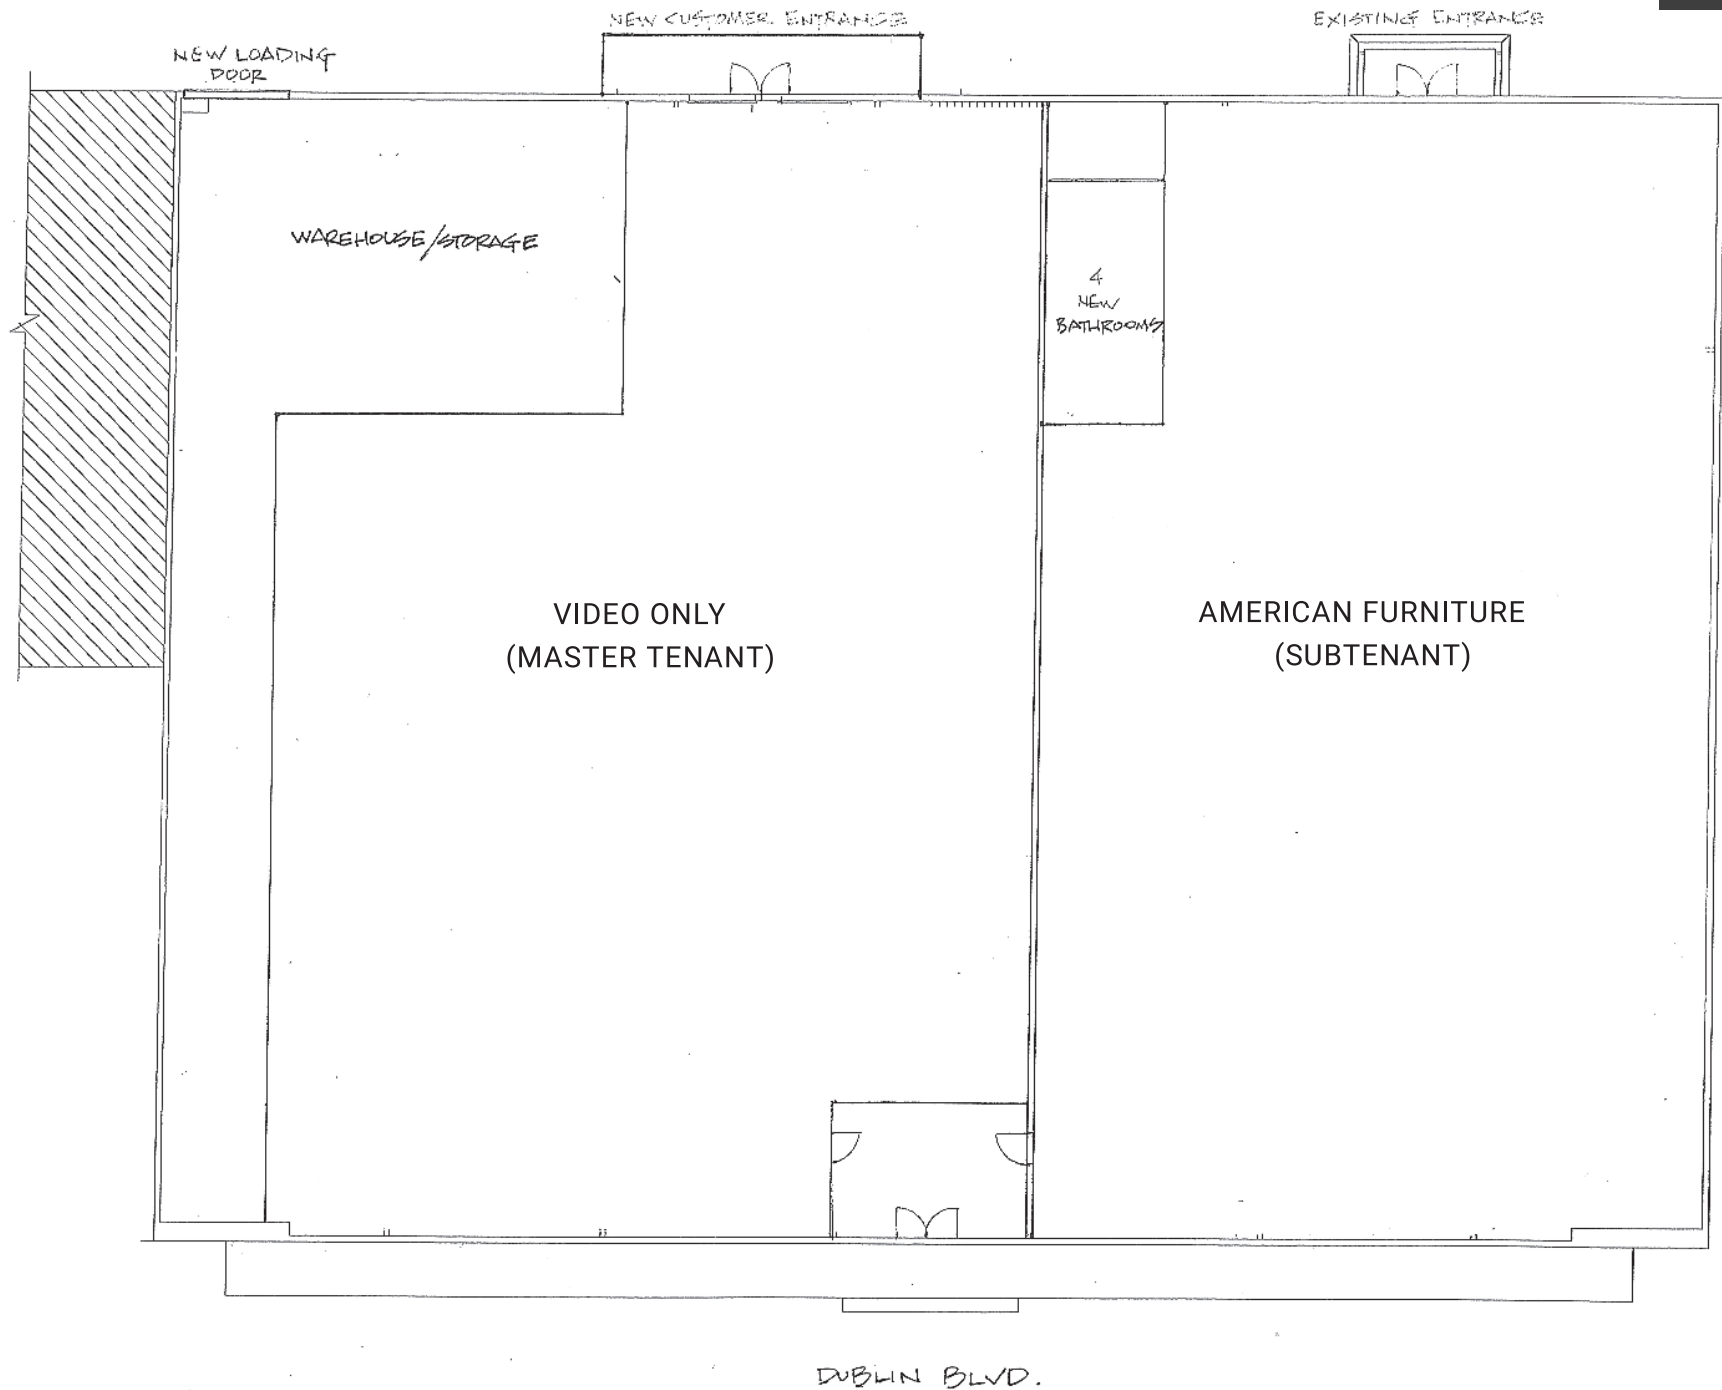 NEW CUSTOMER ENTRANCE
EXISTING ENTRANCE
NEW LOADING
DOOR
WAREHOUSE/STORAGE
4
NEW
BATHROOMS
VIDEO ONLY
(MASTER TENANT)
AMERICAN FURNITURE
(SUBTENANT)
DUBLIN BLVD.